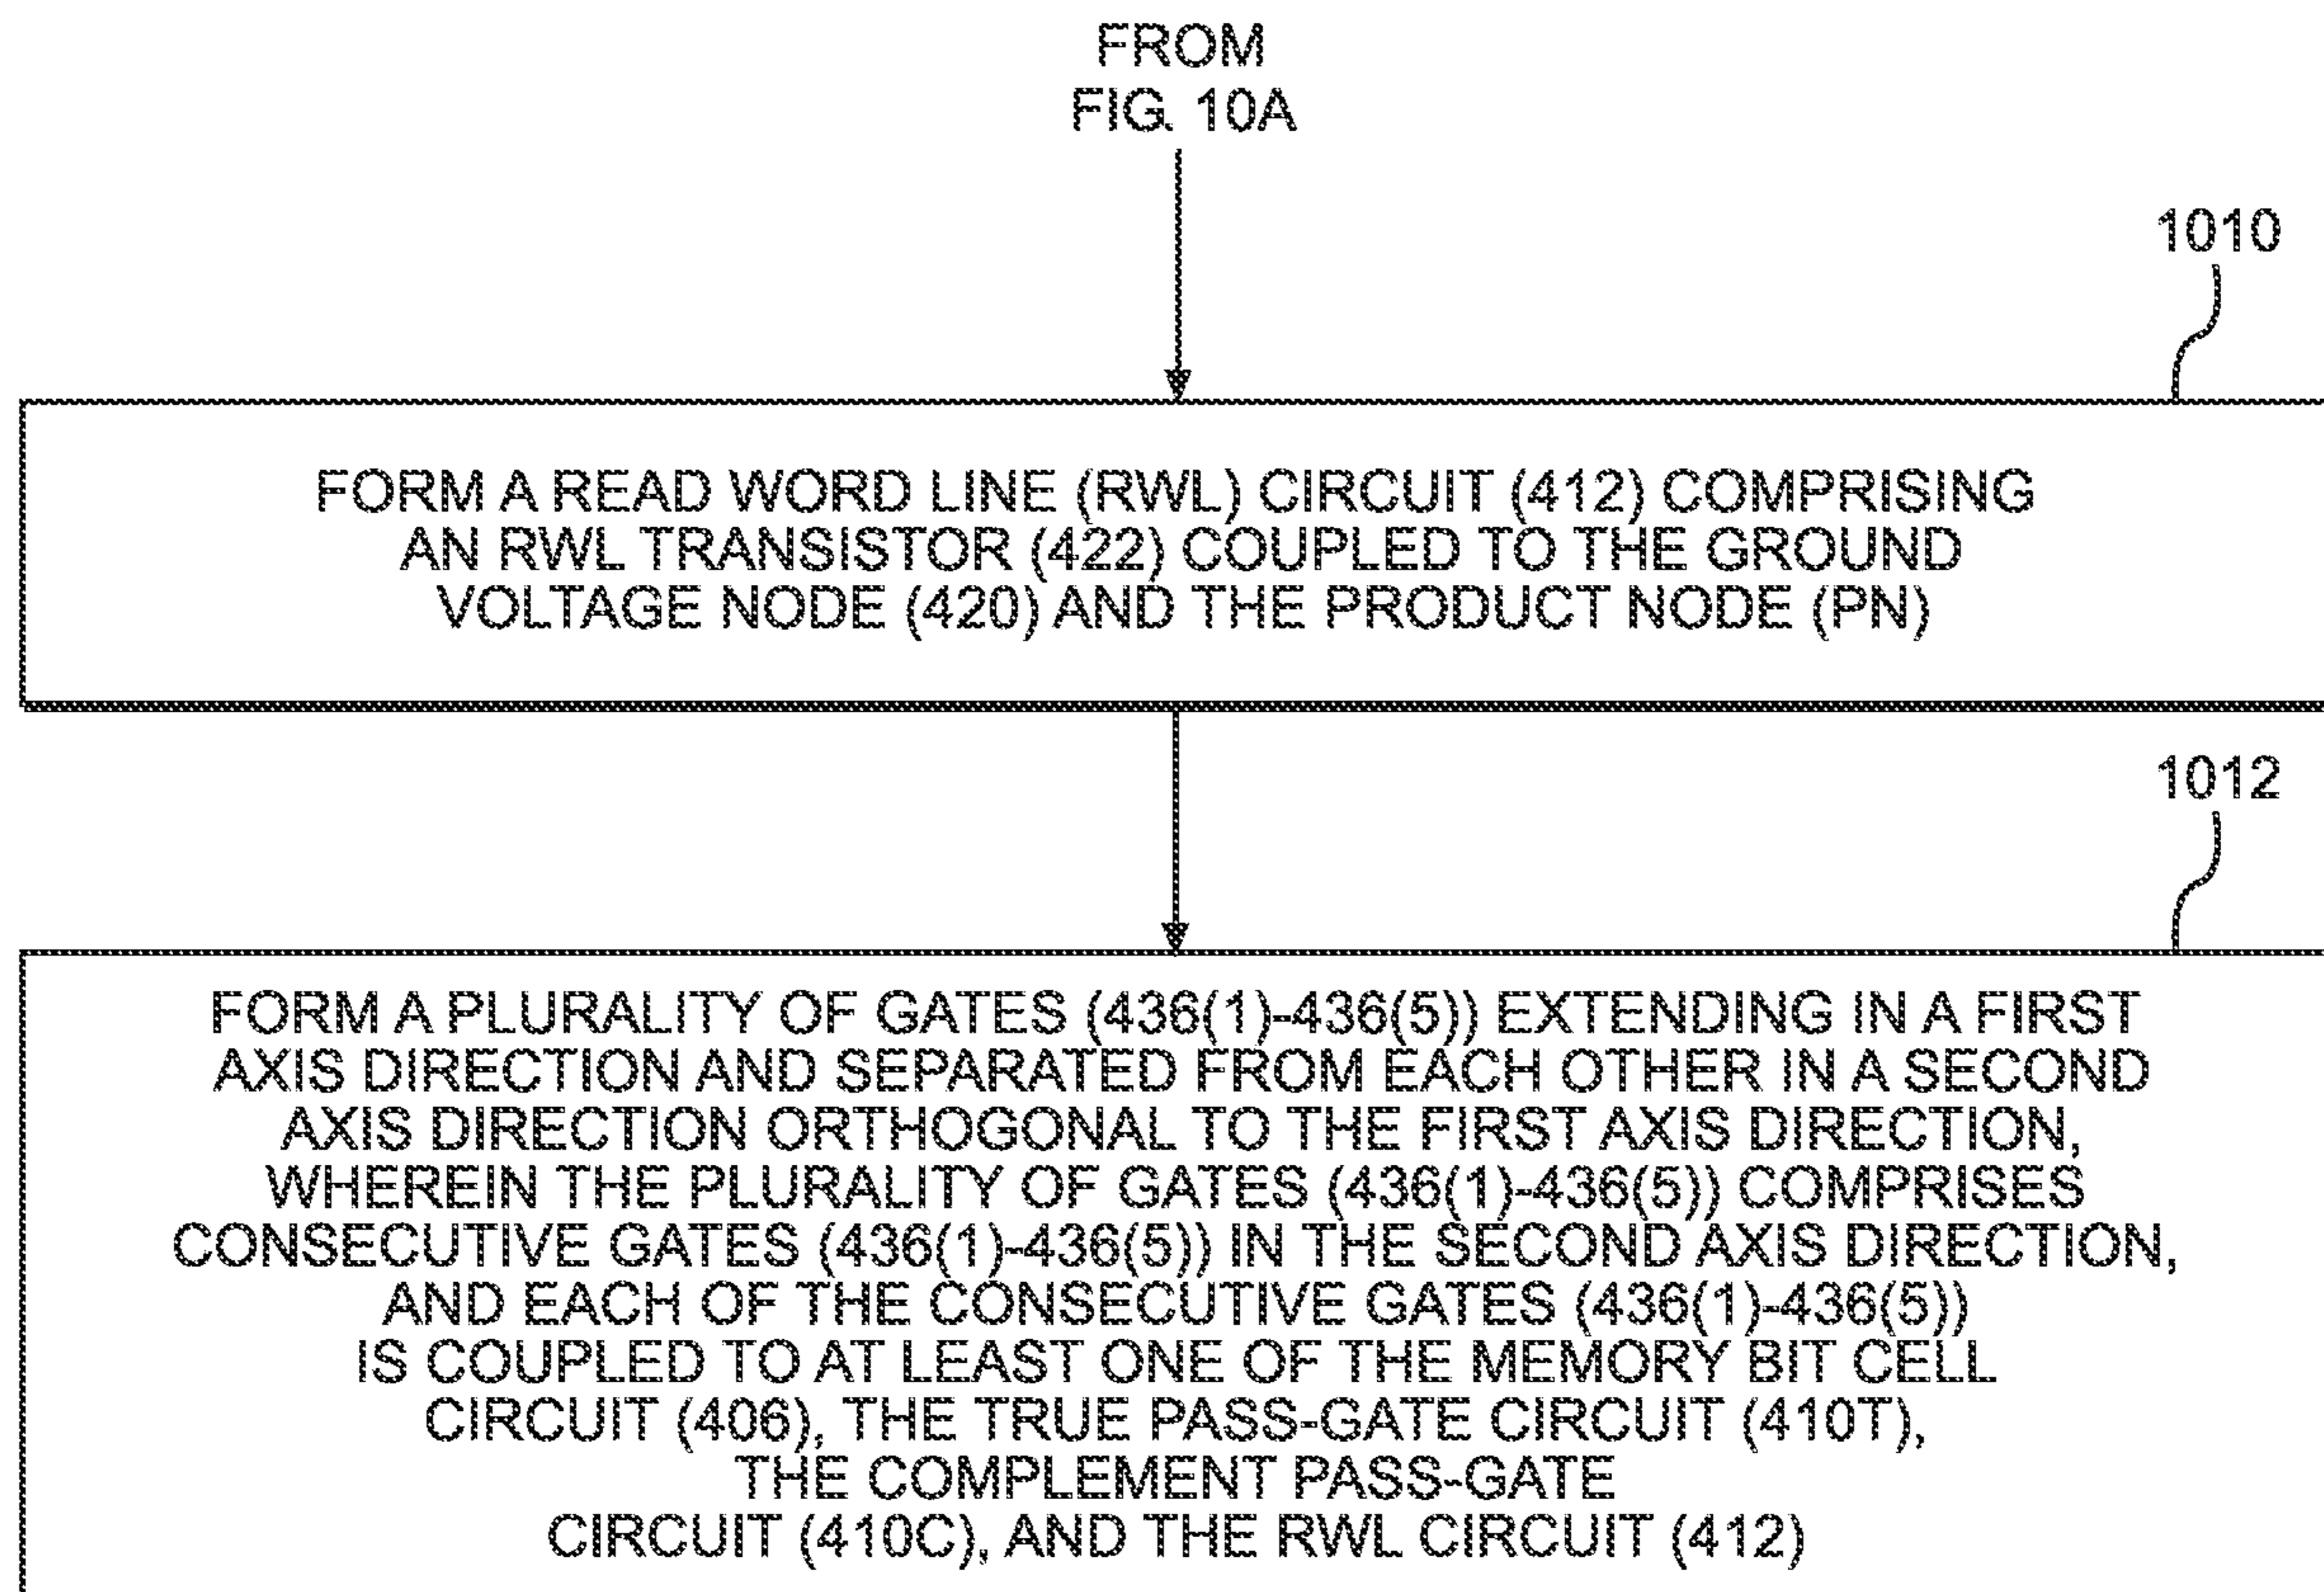 FROM
FIG. 10A
1010
FORM A READ WORD LINE (RWL) CIRCUIT (412) COMPRISING
AN RWL TRANSISTOR (422) COUPLED TO THE GROUND
VOLTAGE NODE (420) AND THE PRODUCT NODE (PN)
1012
FORM A PLURALITY OF GATES (436(1)-436(5)) EXTENDING IN A FIRST
AXIS DIRECTION AND SEPARATED FROM EACH OTHER IN A SECOND
AXIS DIRECTION ORTHOGONAL TO THE FIRST AXIS DIRECTION,
WHEREIN THE PLURALITY OF GATES (436(1)-436(5)) COMPRISES
CONSECUTIVE GATES (436(1)-436(5)) IN THE SECOND AXIS DIRECTION,
AND EACH OF THE CONSECUTIVE GATES (436(1)-436(5))
IS COUPLED TO AT LEAST ONE OF THE MEMORY BIT CELL
CIRCUIT (406), THE TRUE PASS-GATE CIRCUIT (410T),
THE COMPLEMENT PASS-GATE
CIRCUIT (410C), AND THE RWL CIRCUIT (412)